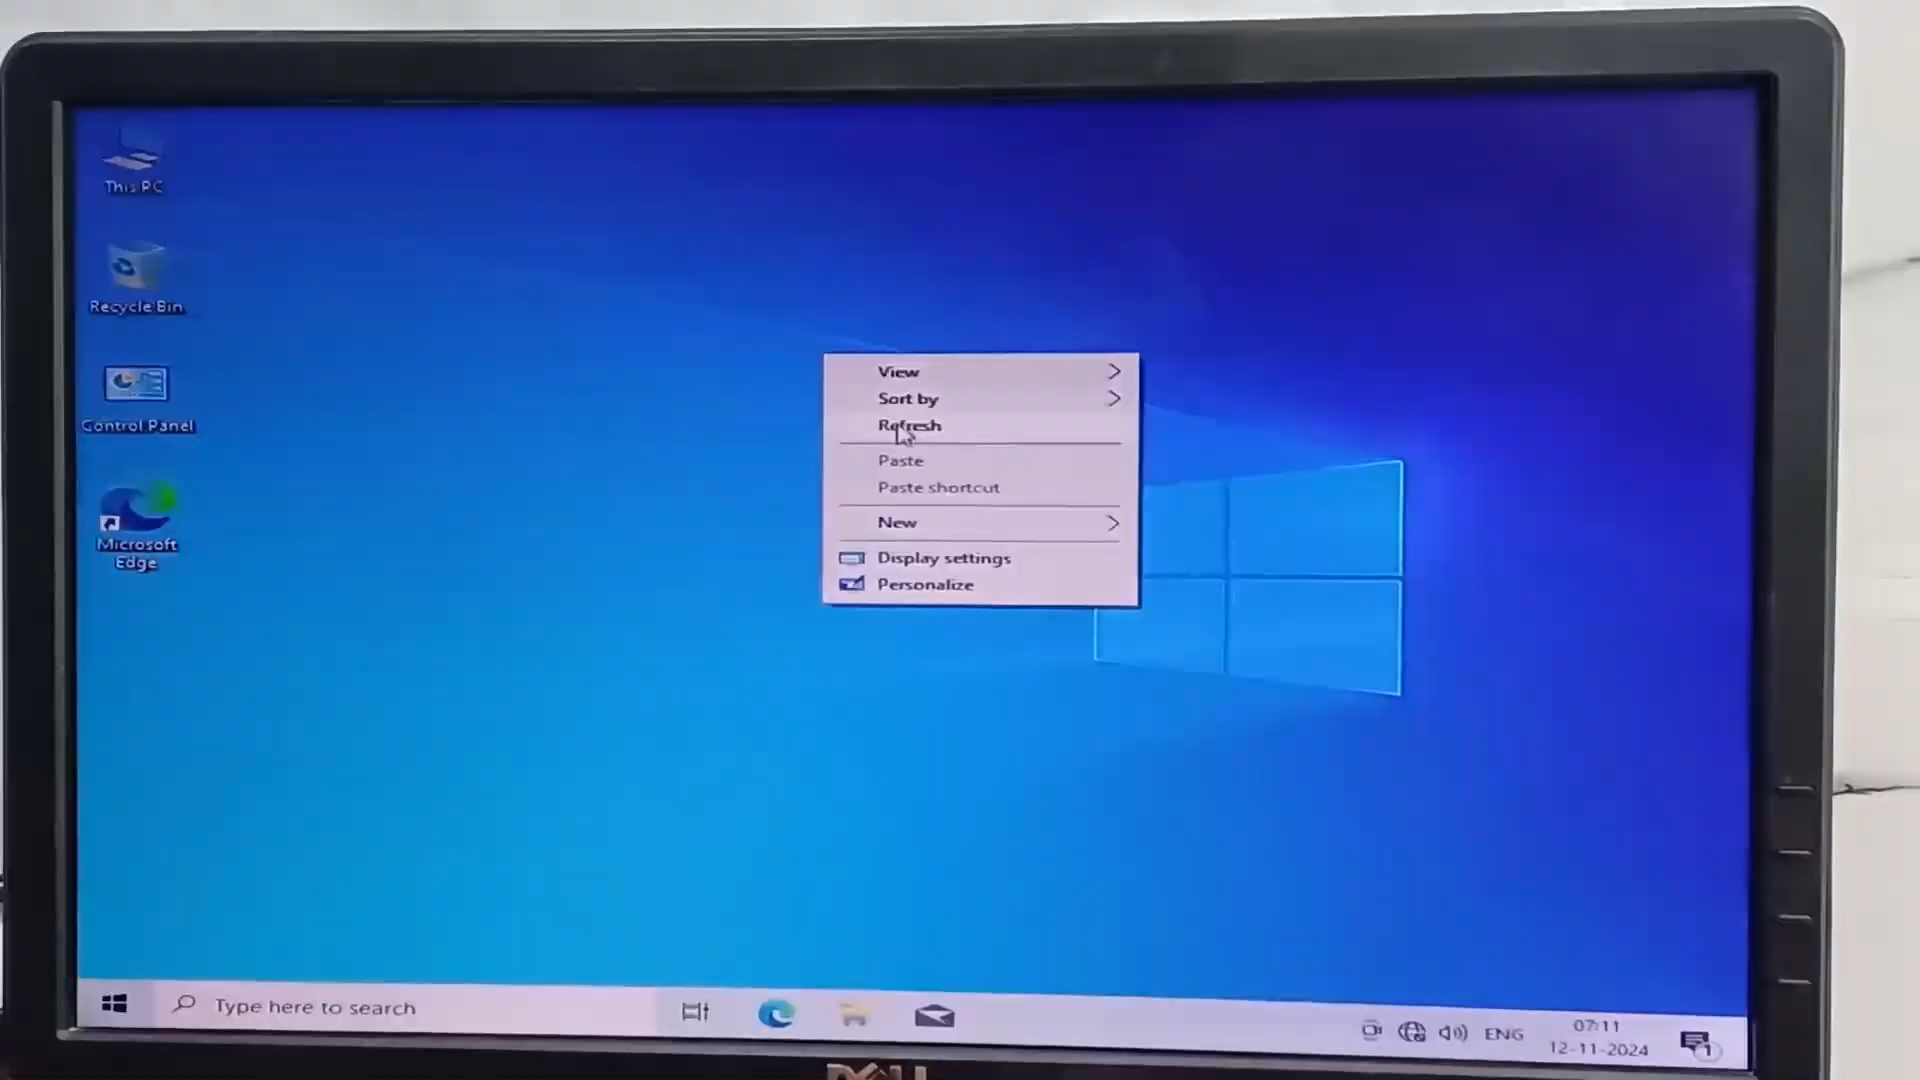 This PC
Recycle Bin
Control Panel
Microsoft
Edge
View
Sort by
Refresh
Paste
Paste shortcut
New
Display settings
Personalize
Type here to search
ENG
07:11
12-11-2024
1
DELL